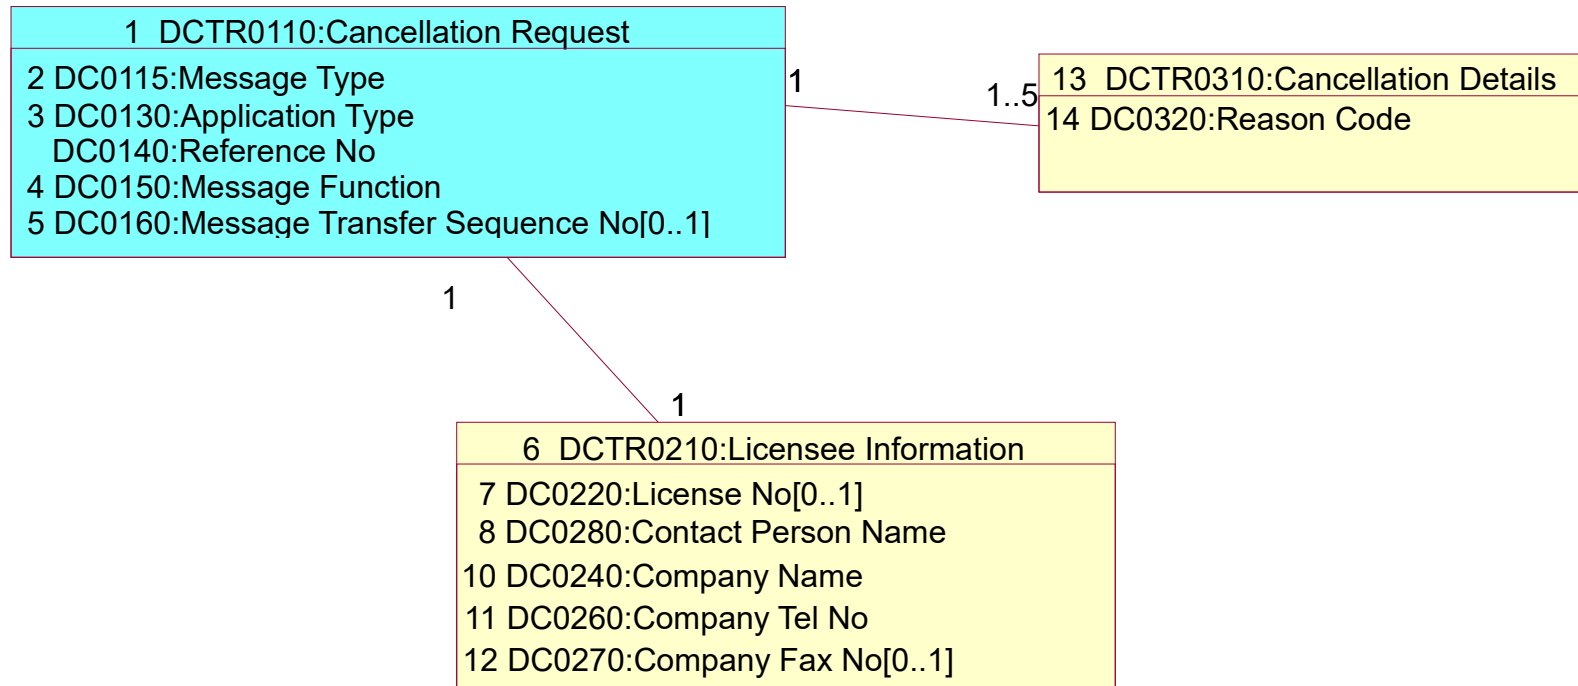 1 DCTR0110:Cancellation Request
2 DC0115:Message Type
3 DC0130:Application Type
DC0140:Reference No
4 DC0150:Message Function
5 DC0160:Message Transfer Sequence No[0..1]
1
1..5
13 DCTR0310:Cancellation Details
14 DC0320:Reason Code
1
1
6 DCTR0210:Licensee Information
7 DC0220:License No[0..1]
8 DC0280:Contact Person Name
10 DC0240:Company Name
11 DC0260:Company Tel No
12 DC0270:Company Fax No[0..1]